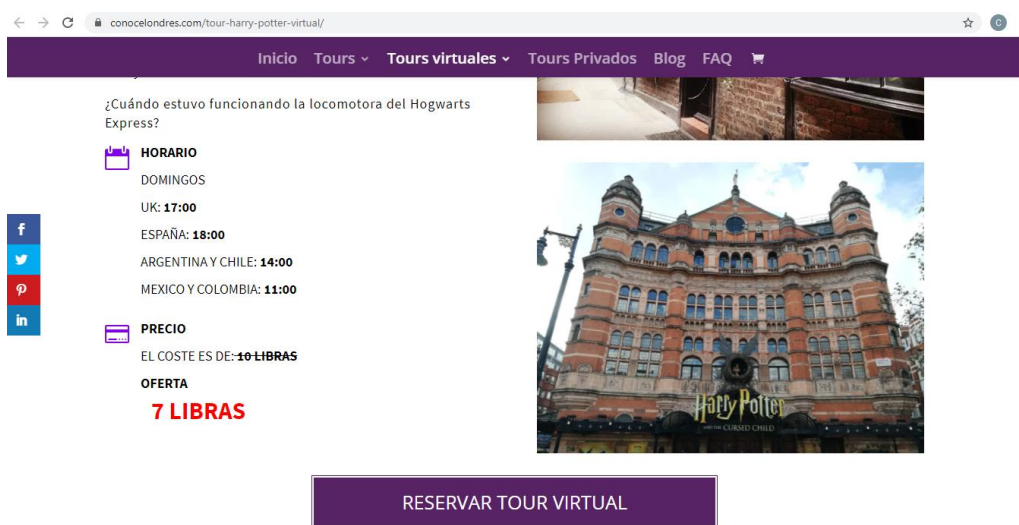 conocelondres.com/tour-harry-potter-virtual/
C
Inicio Tours Tours virtuales Tours Privados Blog FAQ
¿Cuándo estuvo funcionando la locomotora del Hogwarts
Express?
HORARIO
DOMINGOS
UK: 17:00
ESPAÑA: 18:00
ARGENTINA Y CHILE: 14:00
MEXICO Y COLOMBIA: 11:00
PRECIO
EL COSTE ES DE: 10 LIBRAS
OFERTA
7 LIBRAS
Harry Potter
AND THE CURSED CHILD
RESERVAR TOUR VIRTUAL